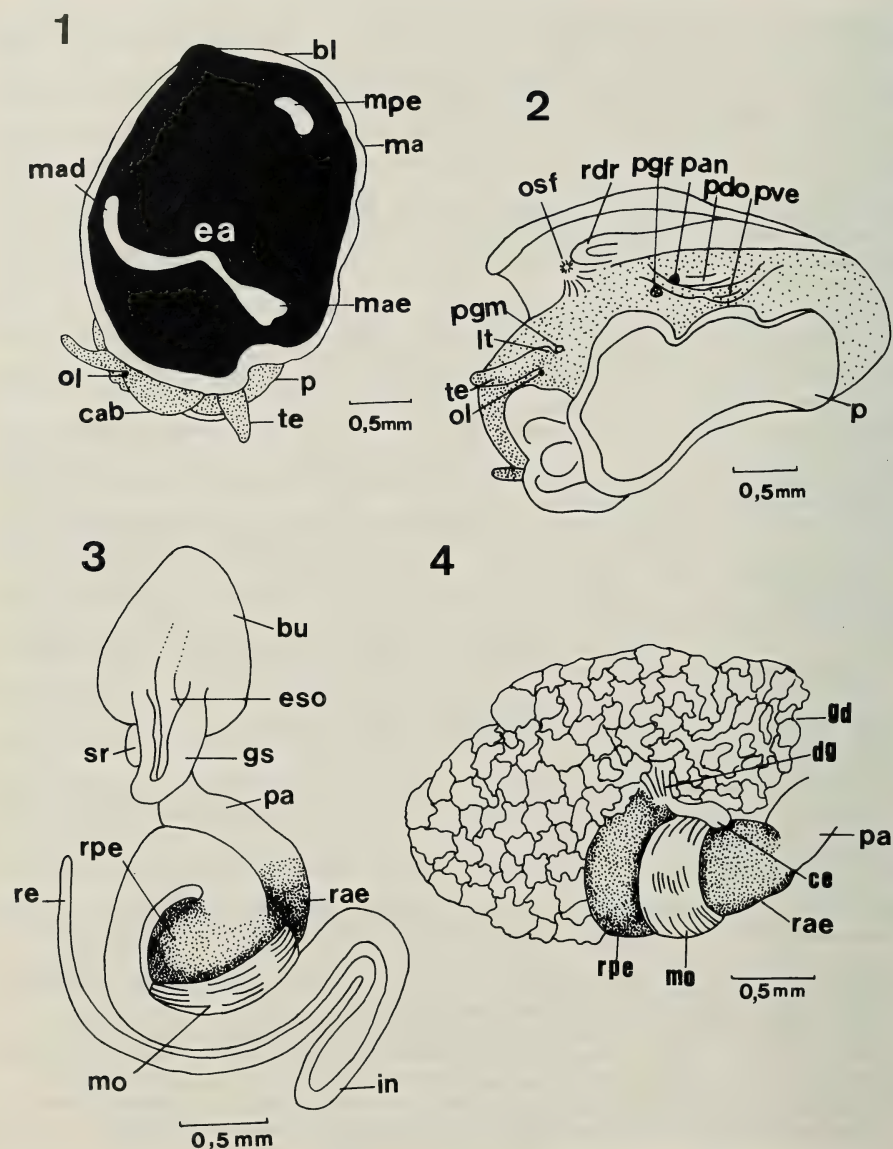 1
bl
mpe
ma
mad
ea
mae
ol
cab
p
te
0,5mm
2
osf
rdr
pgf
pan
pdo
pve
pgm
lt
te
ol
p
0,5mm
3
bu
eso
sr
gs
pa
rpe
re
rae
mo
in
0,5mm
4
gd
dg
pa
ce
rae
rpe
mo
0,5mm